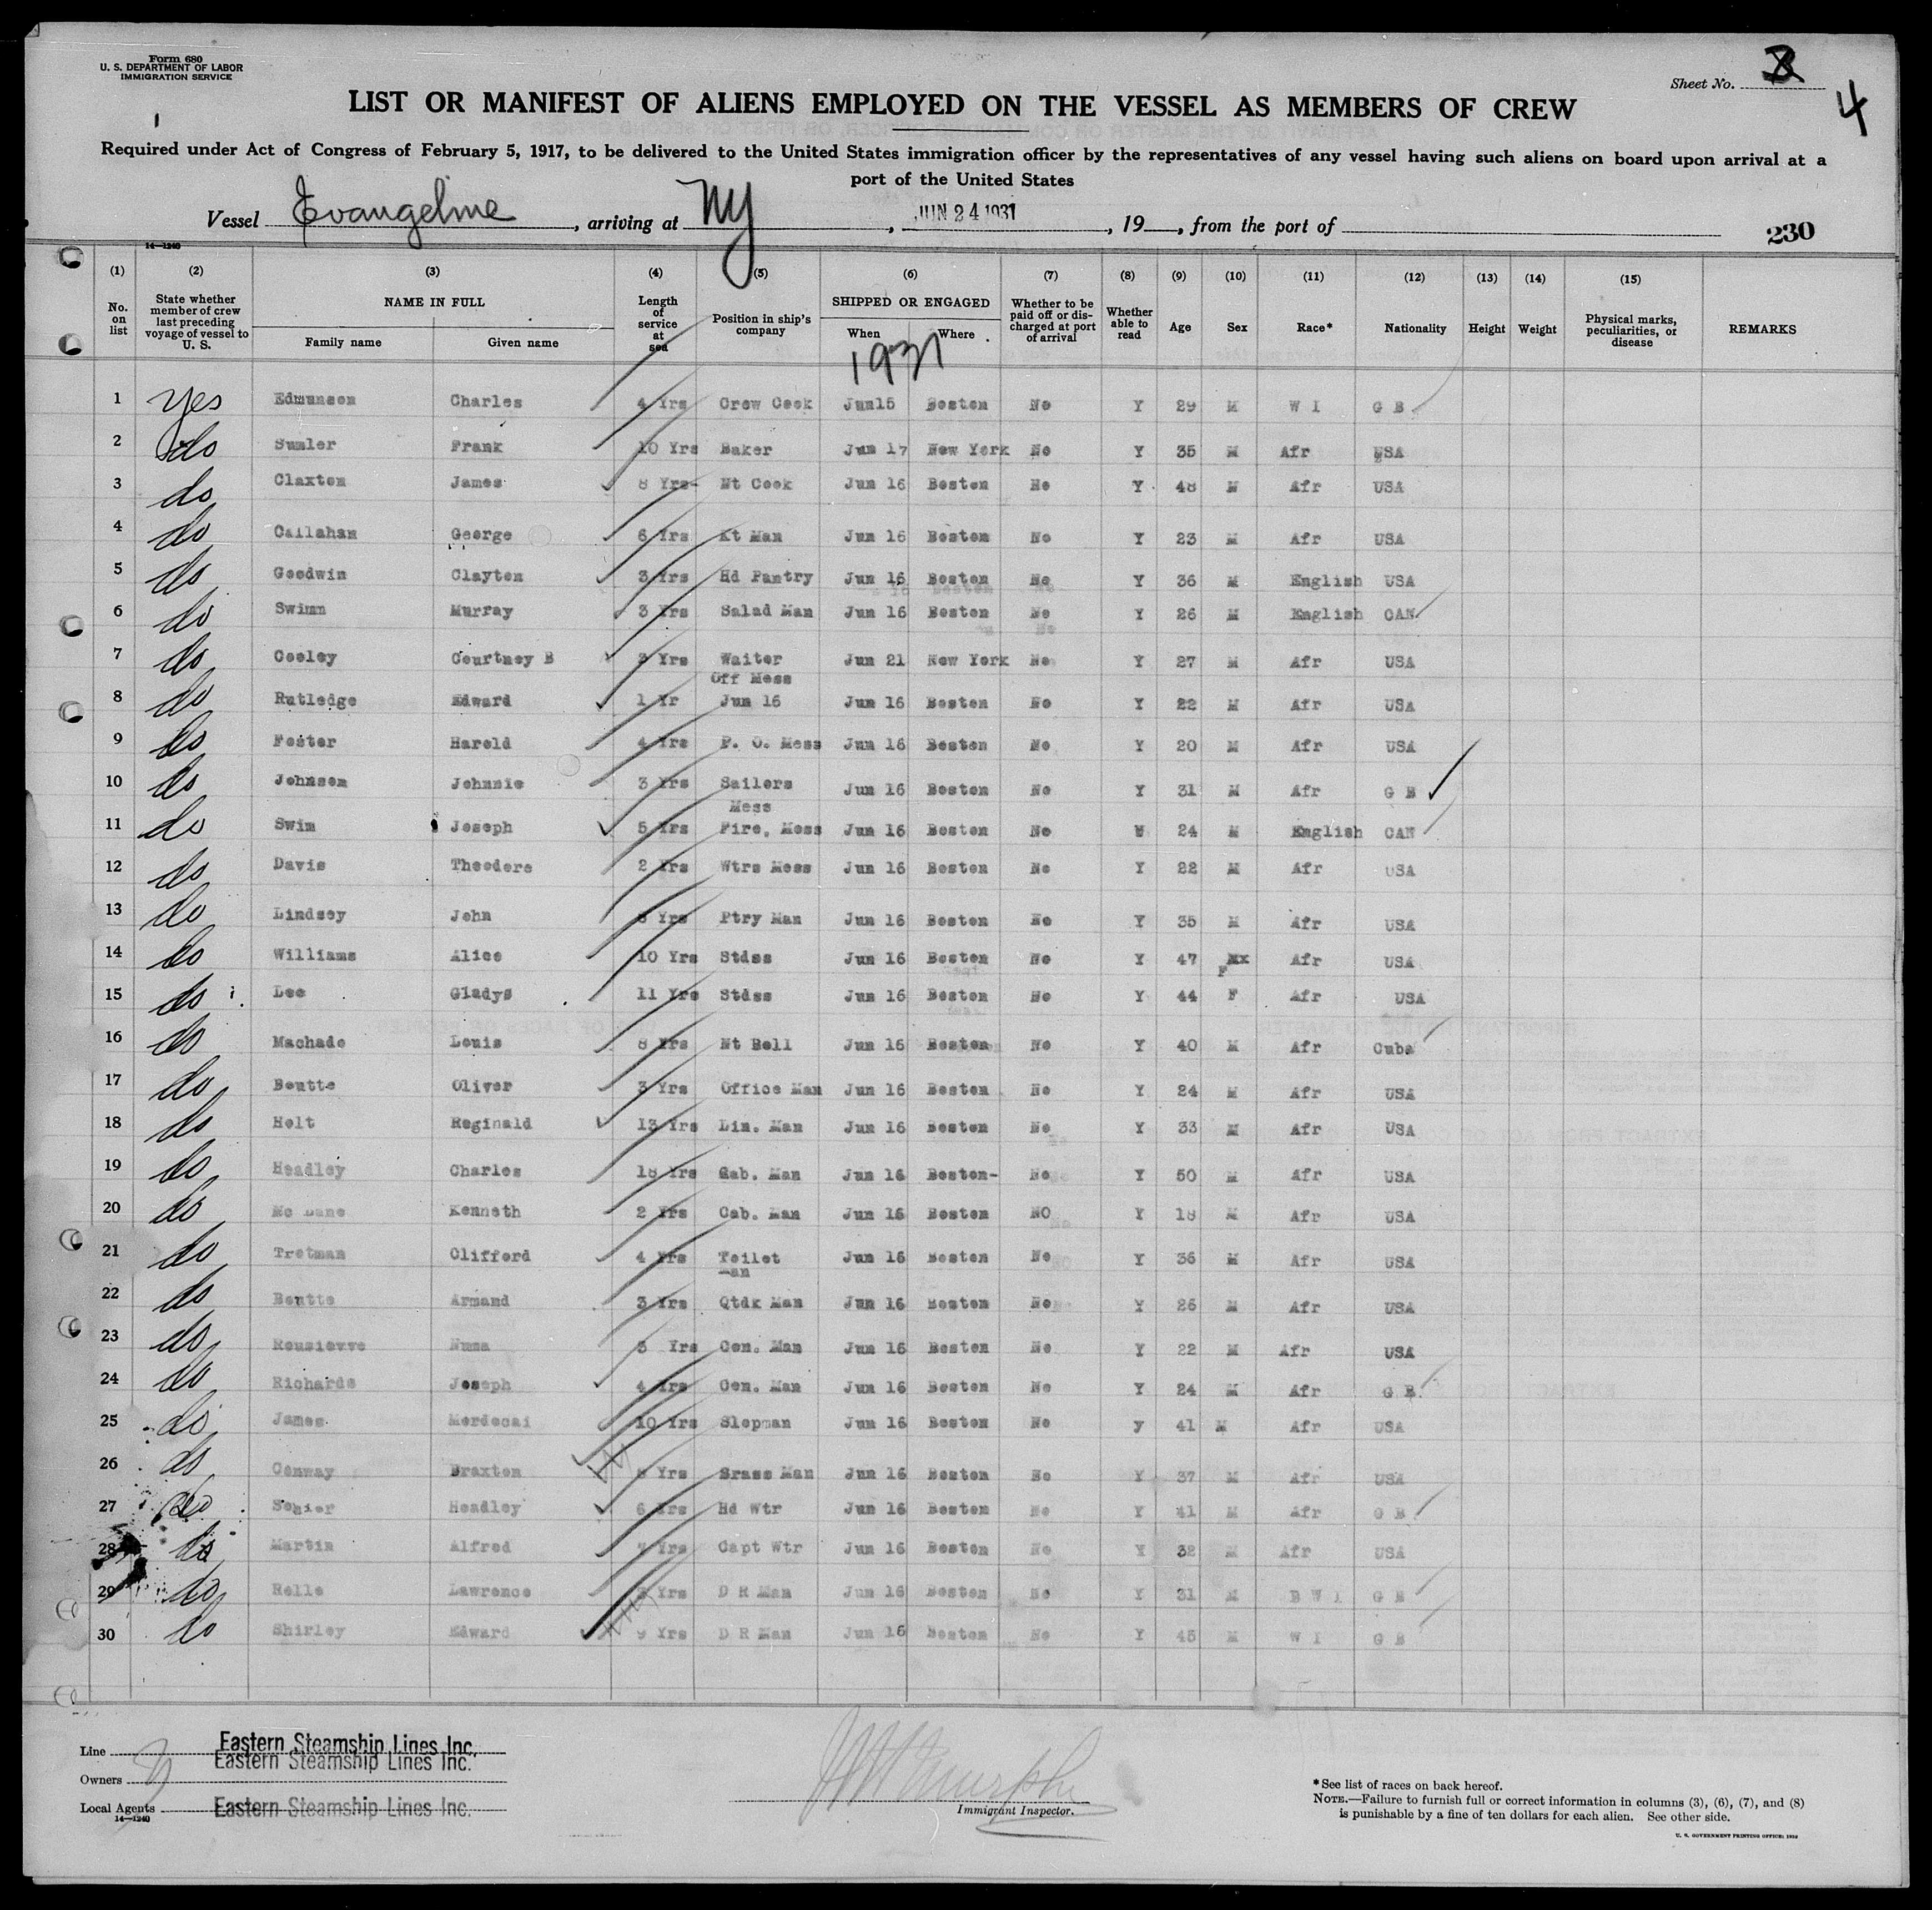 Form 680
U. S. DEPARTMENT OF LABOR
IMMIGRATION SERVICE
Sheet No. 3
4
LIST OR MANIFEST OF ALIENS EMPLOYED ON THE VESSEL AS MEMBERS OF CREW
Required under Act of Congress of February 5, 1917, to be delivered to the United States immigration officer by the representatives of any vessel having such aliens on board upon arrival at a
port of the United States
Vessel Evangeline, arriving at NY, JUN 24 1931, 19 , from the port of
230
14—1240
(1) (2) (3) (4) (5) (6) (7) (8) (9) (10) (11) (12) (13) (14) (15)
No. on list | State whether member of crew last preceding voyage of vessel to U. S. | NAME IN FULL Family name Given name | Length of service at sea | Position in ship's company | SHIPPED OR ENGAGED When Where | Whether to be paid off or discharged at port of arrival | Whether able to read | Age | Sex | Race* | Nationality | Height | Weight | Physical marks, peculiarities, or disease | REMARKS
1931
1 yes Edmunson Charles 4 Yrs Crew Cook Jun15 Boston No Y 29 M W I G B
2 do Sumler Frank 10 Yrs Baker Jun 17 New York No Y 35 M Afr USA
3 do Claxton James 8 Yrs- Nt Cook Jun 16 Boston No Y 48 M Afr USA
4 do Callahan George 6 Yrs Kt Man Jun 16 Boston No Y 23 M Afr USA
5 do Goodwin Clayton 3 Yrs Hd Pantry Jun 16 Boston No Y 36 M English USA
6 do Swimm Murray 3 Yrs Salad Man Jun 16 Boston No Y 26 M English CAN
7 do Cooley Courtney B 3 Yrs Waiter Jun 21 New York No Y 27 M Afr USA
Off Mess
8 do Rutledge Edward 1 Yr Jun 16 Jun 16 Boston No Y 22 M Afr USA
9 do Foster Harold 4 Yrs P. O. Mess Jun 16 Boston No Y 20 M Afr USA
10 do Johnson Johnnie 3 Yrs Sailors Jun 16 Boston No Y 31 M Afr G B
Mess
11 do Swim Joseph 5 Yrs Fire, Mess Jun 16 Boston No 24 M English CAN
12 do Davis Theodore 2 Yrs Wtrs Mess Jun 16 Boston No Y 22 M Afr USA
13 do Lindsey John Yrs Ptry Man Jun 16 Boston No Y 35 M Afr USA
14 do Williams Alice 10 Yrs Stdss Jun 16 Boston No Y 47 F Afr USA
15 do Lee Gladys 11 Yrs Stdss Jun 16 Boston No Y 44 F Afr USA
16 do Machado Louis 8 Yrs Nt Bell Jun 16 Boston No Y 40 M Afr Cuba
17 do Boutte Oliver 3 Yrs Office Man Jun 16 Boston No Y 24 M Afr USA
18 do Holt Reginald 13 Yrs Lin. Man Jun 16 Boston No Y 33 M Afr USA
19 do Headley Charles 18 Yrs Cab. Man Jun 16 Boston- No Y 50 M Afr USA
20 do Mc Kenneth 2 Yrs Cab. Man Jun 16 Boston NO Y 18 M Afr USA
21 do Trotman Clifford 4 Yrs Toilet Jun 16 Boston No Y 36 M Afr USA
Man
22 do Boutte Armand 3 Yrs Qtdk Man Jun 16 Boston No Y 26 M Afr USA
23 do Numa Yrs Gen. Man Jun 16 Boston No Y 22 M Afr USA
24 do Richards Joseph 4 Yrs Gen. Man Jun 16 Boston No Y 24 M Afr G B
25 do James Mordecai 10 Yrs Slopman Jun 16 Boston No y 41 M Afr USA
26 do Conway Braxton Yrs Brass Man Jun 16 Boston No Y 37 M Afr USA
27 do Headley 6 Yrs Hd Wtr Jun 16 Boston No Y 41 M Afr G B
28 do Martin Alfred Yrs Capt Wtr Jun 16 Boston No Y 32 M Afr USA
29 do Rolle Lawrence Yrs D R Man Jun 16 Boston No Y 31 M B W I G B
30 do Shirley Edward 9 Yrs D R Man Jun 16 Boston No Y 45 M W I G B
Line Eastern Steamship Lines Inc.
Owners Eastern Steamship Lines Inc.
Local Agents Eastern Steamship Lines Inc.
14—1240
Immigrant Inspector.
*See list of races on back hereof.
NOTE.—Failure to furnish full or correct information in columns (3), (6), (7), and (8)
is punishable by a fine of ten dollars for each alien. See other side.